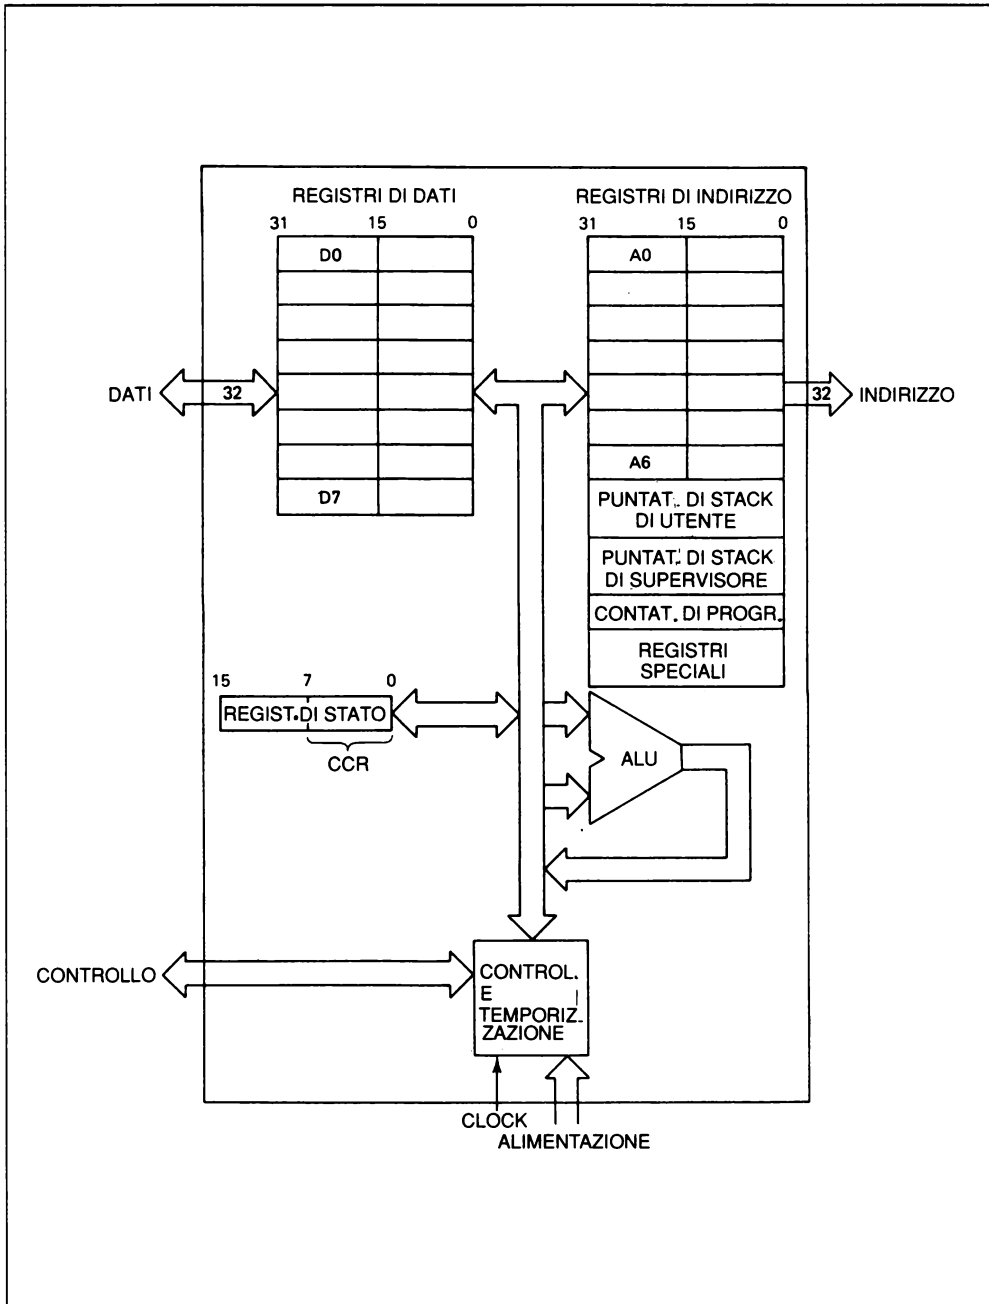 REGISTRI DI DATI
31 15 0
D0
D7
REGISTRI DI INDIRIZZO
31 15 0
A0
A6
PUNTAT. DI STACK
DI UTENTE
PUNTAT. DI STACK
DI SUPERVISORE
CONTAT. DI PROGR.
REGISTRI
SPECIALI
DATI
32
32
INDIRIZZO
15 7 0
REGIST. DI STATO
CCR
ALU
CONTROLLO
CONTROL.
E
TEMPORIZ-
ZAZIONE
CLOCK
ALIMENTAZIONE